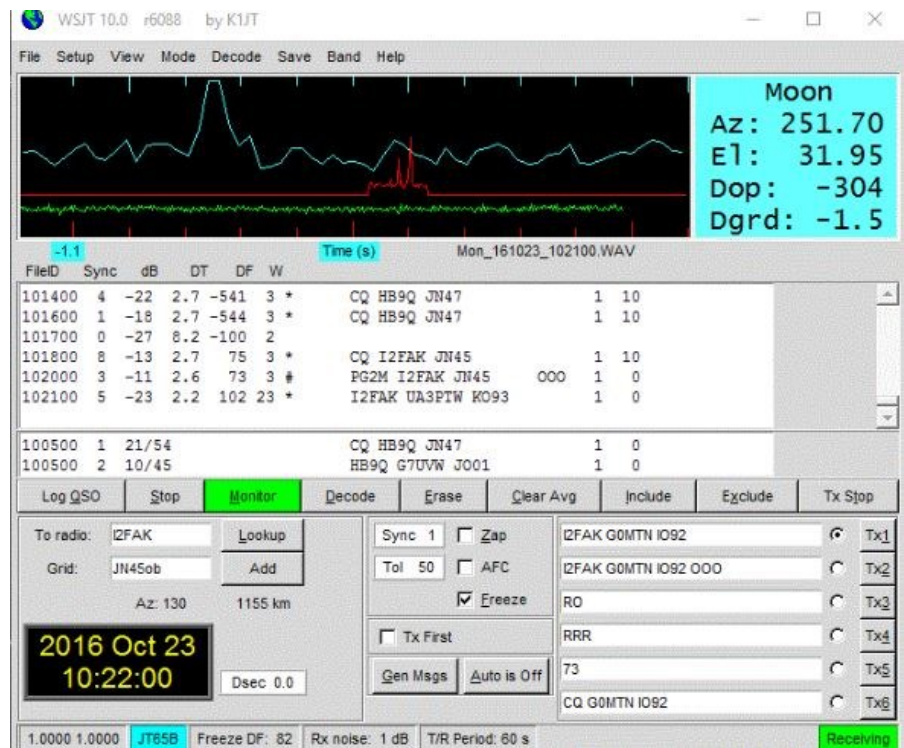 WSJT 10.0 r6088 by K1JT
File Setup View Mode Decode Save Band Help
Moon
Az: 251.70
El: 31.95
Dop: -304
Dgrd: -1.5
-1.1 Time (s) Mon_161023_102100.WAV
FileID Sync dB DT DF W
101400 4 -22 2.7 -541 3 * CQ HB9Q JN47 1 10
101600 1 -18 2.7 -544 3 * CQ HB9Q JN47 1 10
101700 0 -27 8.2 -100 2
101800 8 -13 2.7 75 3 * CQ I2FAK JN45 1 10
102000 3 -11 2.6 73 3 # PG2M I2FAK JN45 OOO 1 0
102100 5 -23 2.2 102 23 * I2FAK UA3PTW KO93 1 0
100500 1 21/54 CQ HB9Q JN47 1 0
100500 2 10/45 HB9Q G7UVW JO01 1 0
Log QSO Stop Monitor Decode Erase Clear Avg Include Exclude Tx Stop
To radio: I2FAK Lookup Sync 1 Zap I2FAK G0MTN IO92 Tx1
Grid: JN45ob Add Tol 50 AFC I2FAK G0MTN IO92 OOO Tx2
Az: 130 1155 km Freeze RO Tx3
2016 Oct 23 Tx First RRR Tx4
10:22:00 Dsec 0.0 Gen Msgs Auto is Off 73 Tx5
CQ G0MTN IO92 Tx6
1.0000 1.0000 JT65B Freeze DF: 82 Rx noise: 1 dB T/R Period: 60 s Receiving